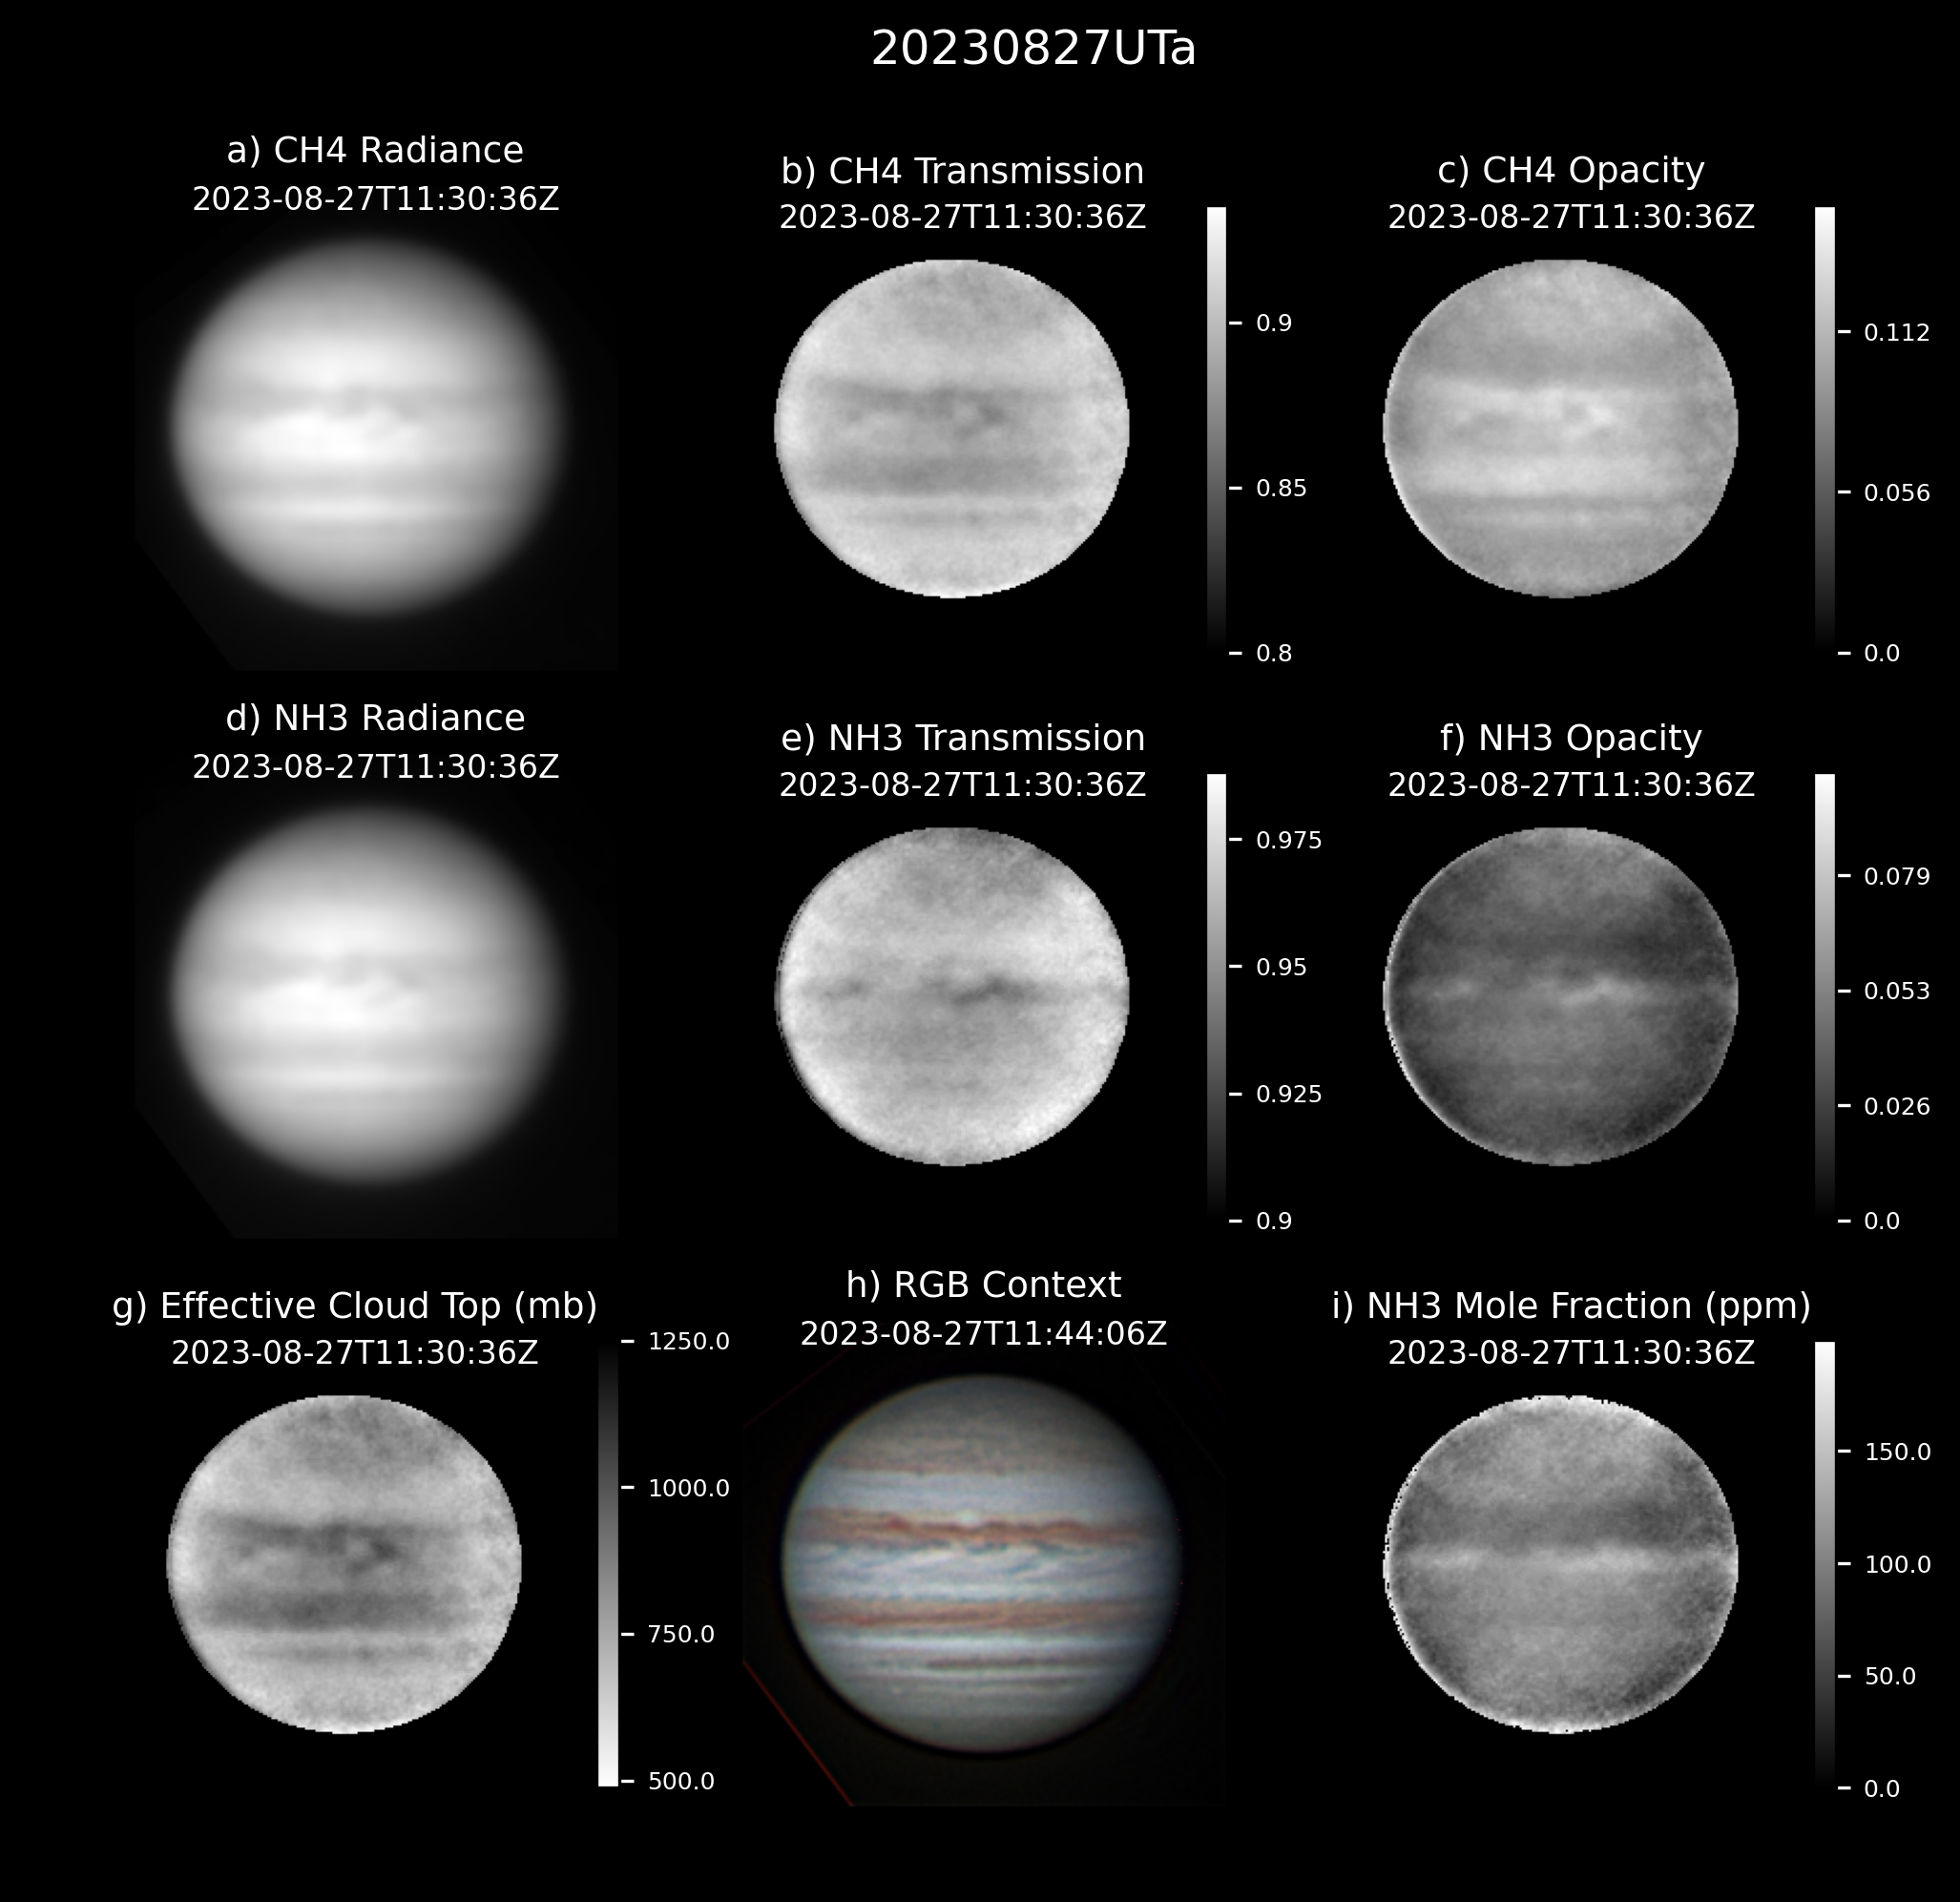 20230827UTa
a) CH4 Radiance
2023-08-27T11:30:36Z
b) CH4 Transmission
2023-08-27T11:30:36Z
0.9
0.85
0.8
c) CH4 Opacity
2023-08-27T11:30:36Z
0.112
0.056
0.0
d) NH3 Radiance
2023-08-27T11:30:36Z
e) NH3 Transmission
2023-08-27T11:30:36Z
0.975
0.95
0.925
0.9
f) NH3 Opacity
2023-08-27T11:30:36Z
0.079
0.053
0.026
0.0
g) Effective Cloud Top (mb)
2023-08-27T11:30:36Z
1250.0
1000.0
750.0
500.0
h) RGB Context
2023-08-27T11:44:06Z
i) NH3 Mole Fraction (ppm)
2023-08-27T11:30:36Z
150.0
100.0
50.0
0.0